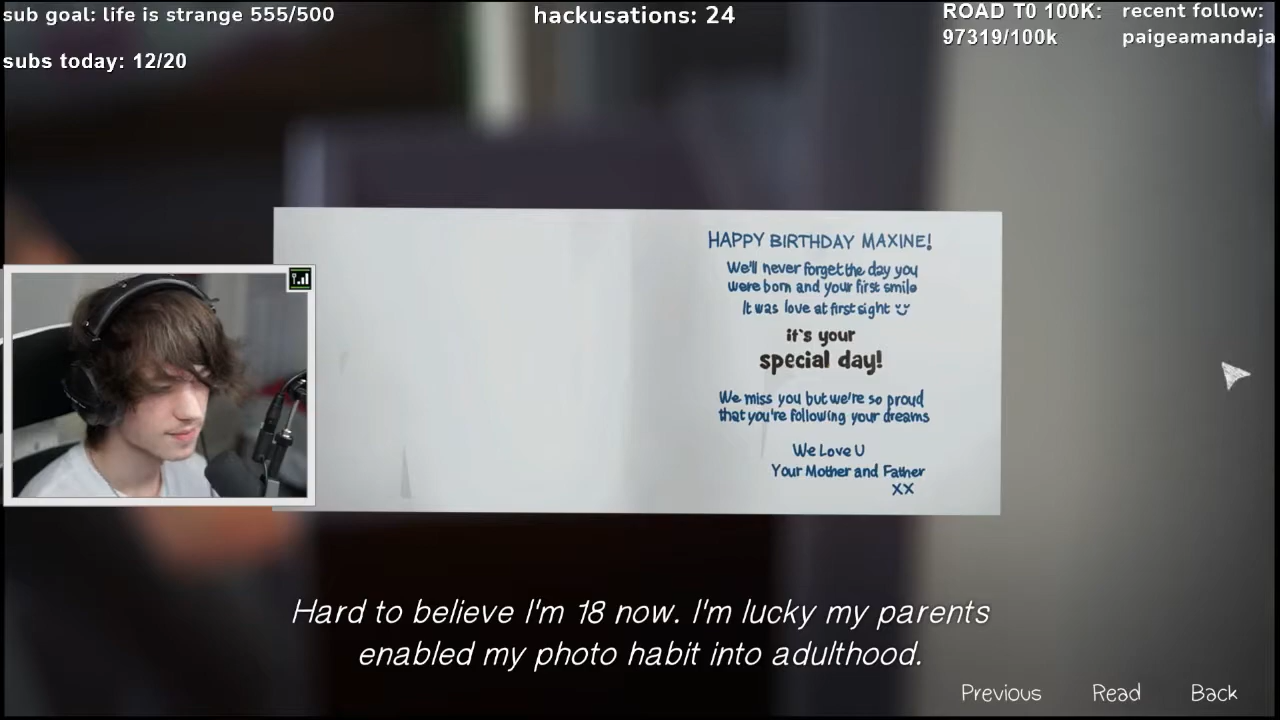 sub goal: life is strange 555/500
subs today: 12/20
hackusations: 24
ROAD T0 100K:
97319/100k
recent follow:
paigeamandaja
HAPPY BIRTHDAY MAXINE!
We'll never forget the day you
were born and your first smile
It was love at first sight
it's your
special day!
We miss you but we're so proud
that you're following your dreams
We Love U
Your Mother and Father
XX
Hard to believe I'm 18 now. I'm lucky my parents
enabled my photo habit into adulthood.
Previous
Read
Back